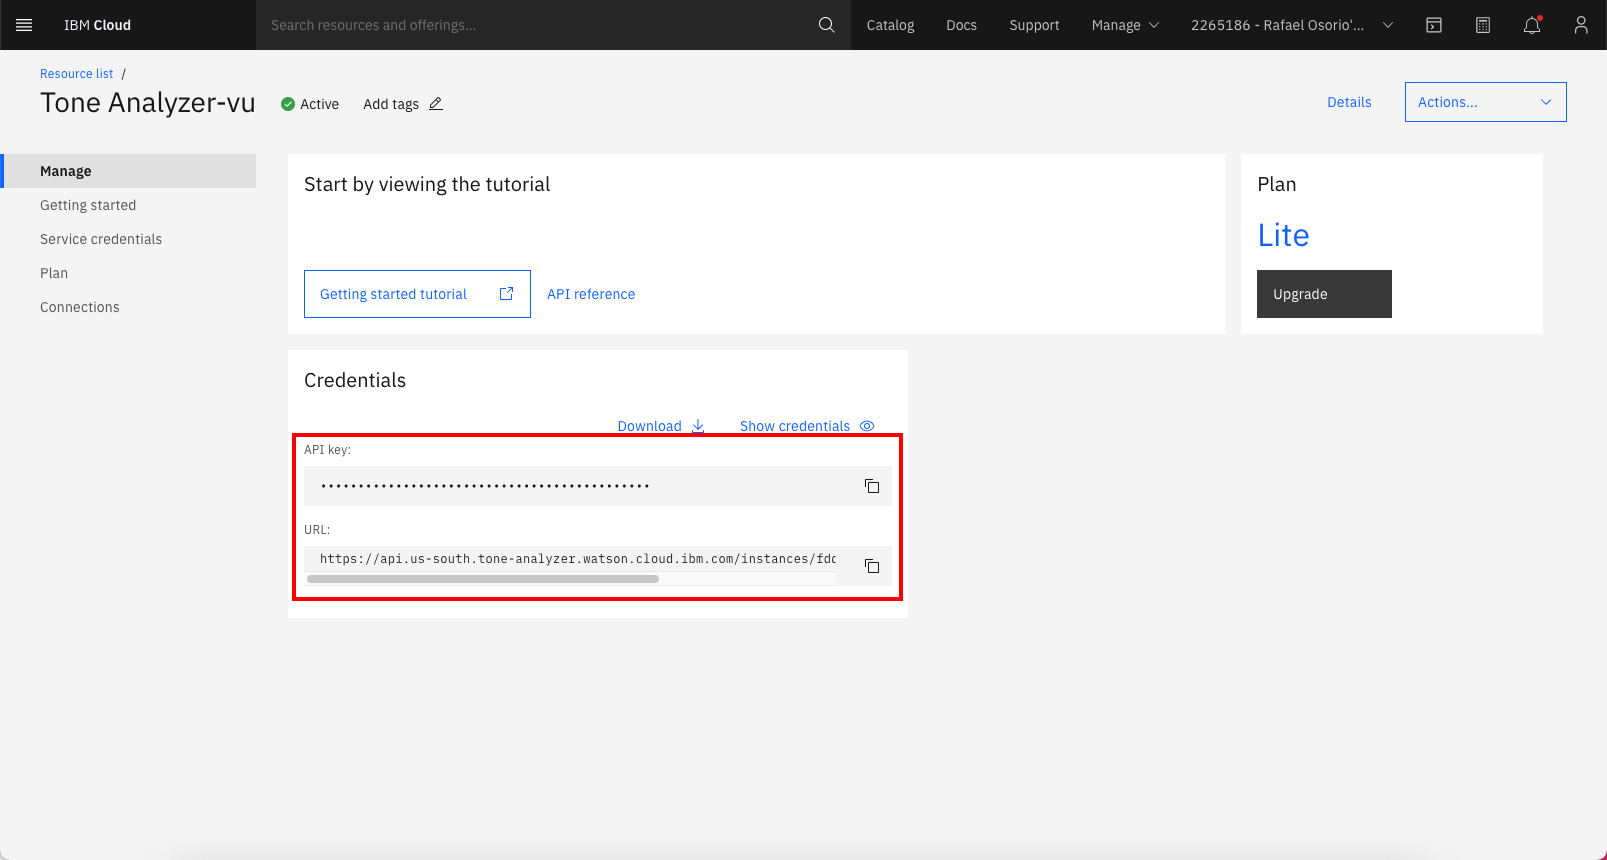 IBM Cloud
Search resources and offerings...
Catalog
Docs
Support
Manage
2265186 - Rafael Osorio'...
Resource list /
Tone Analyzer-vu
Active
Add tags
Details
Actions...
Manage
Getting started
Service credentials
Plan
Connections
Start by viewing the tutorial
Getting started tutorial
API reference
Plan
Lite
Upgrade
Credentials
Download
Show credentials
API key:
••••••••••••••••••••••••••••••••••••••••••••
URL:
https://api.us-south.tone-analyzer.watson.cloud.ibm.com/instances/fdc